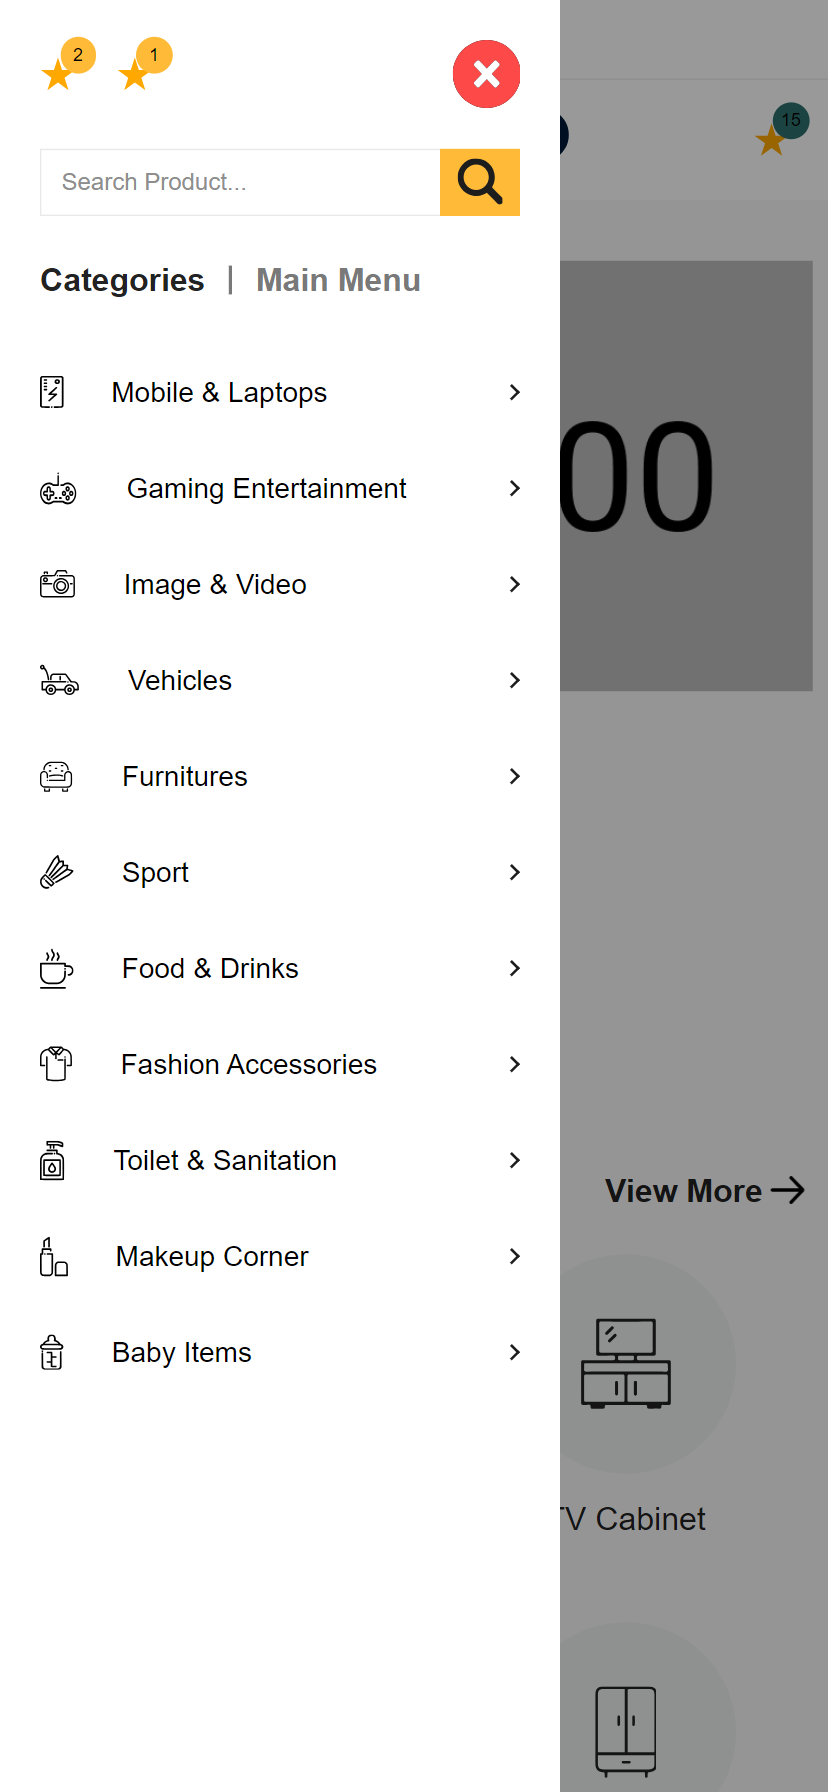 2
1
15
Search Product...
Categories | Main Menu
Mobile & Laptops
Gaming Entertainment
Image & Video
Vehicles
Furnitures
Sport
Food & Drinks
Fashion Accessories
Toilet & Sanitation
Makeup Corner
Baby Items
00
View More
TV Cabinet